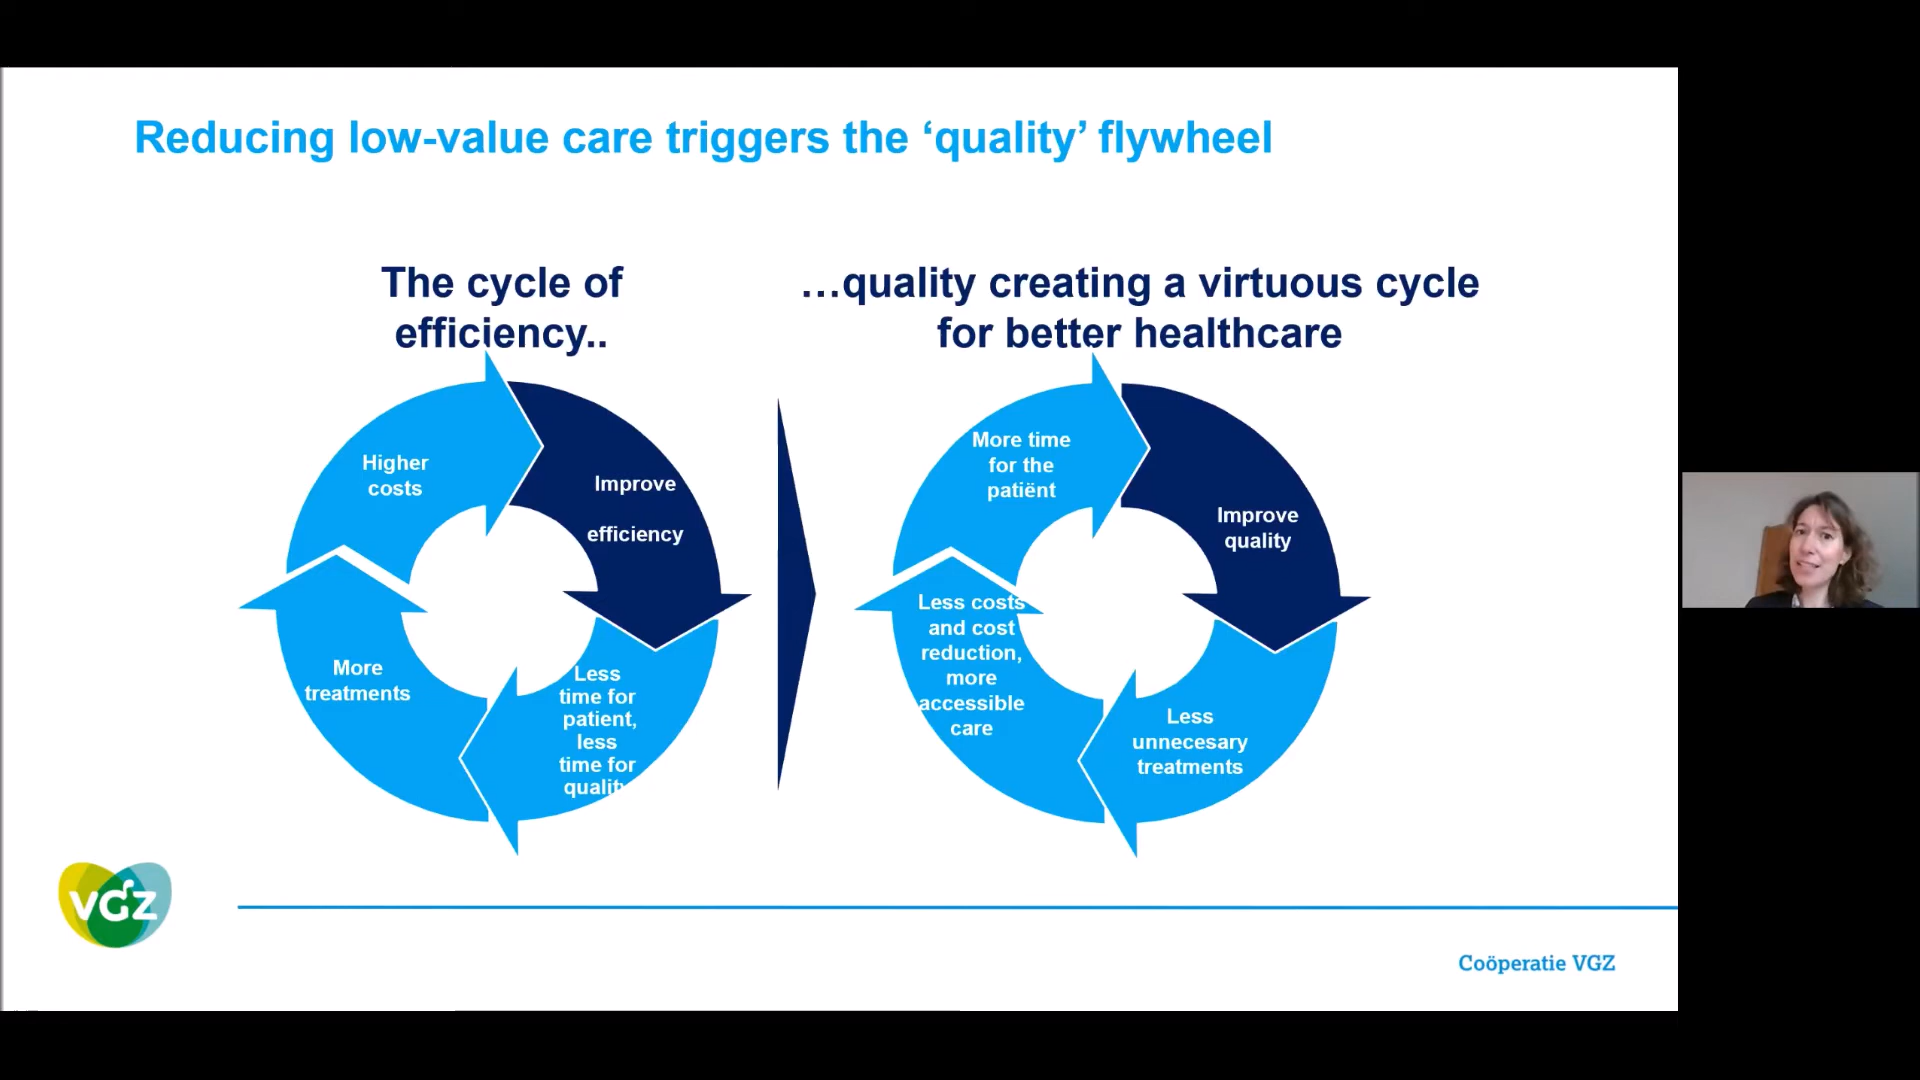 Reducing low-value care triggers the ‘quality’ flywheel
The cycle of
efficiency..
Higher
costs
Improve
efficiency
Less
time for
patient,
less
time for
quality
More
treatments
…quality creating a virtuous cycle
for better healthcare
More time
for the
patiënt
Improve
quality
Less
unnecesary
treatments
Less costs
and cost
reduction,
more
accessible
care
VGZ
Coöperatie VGZ